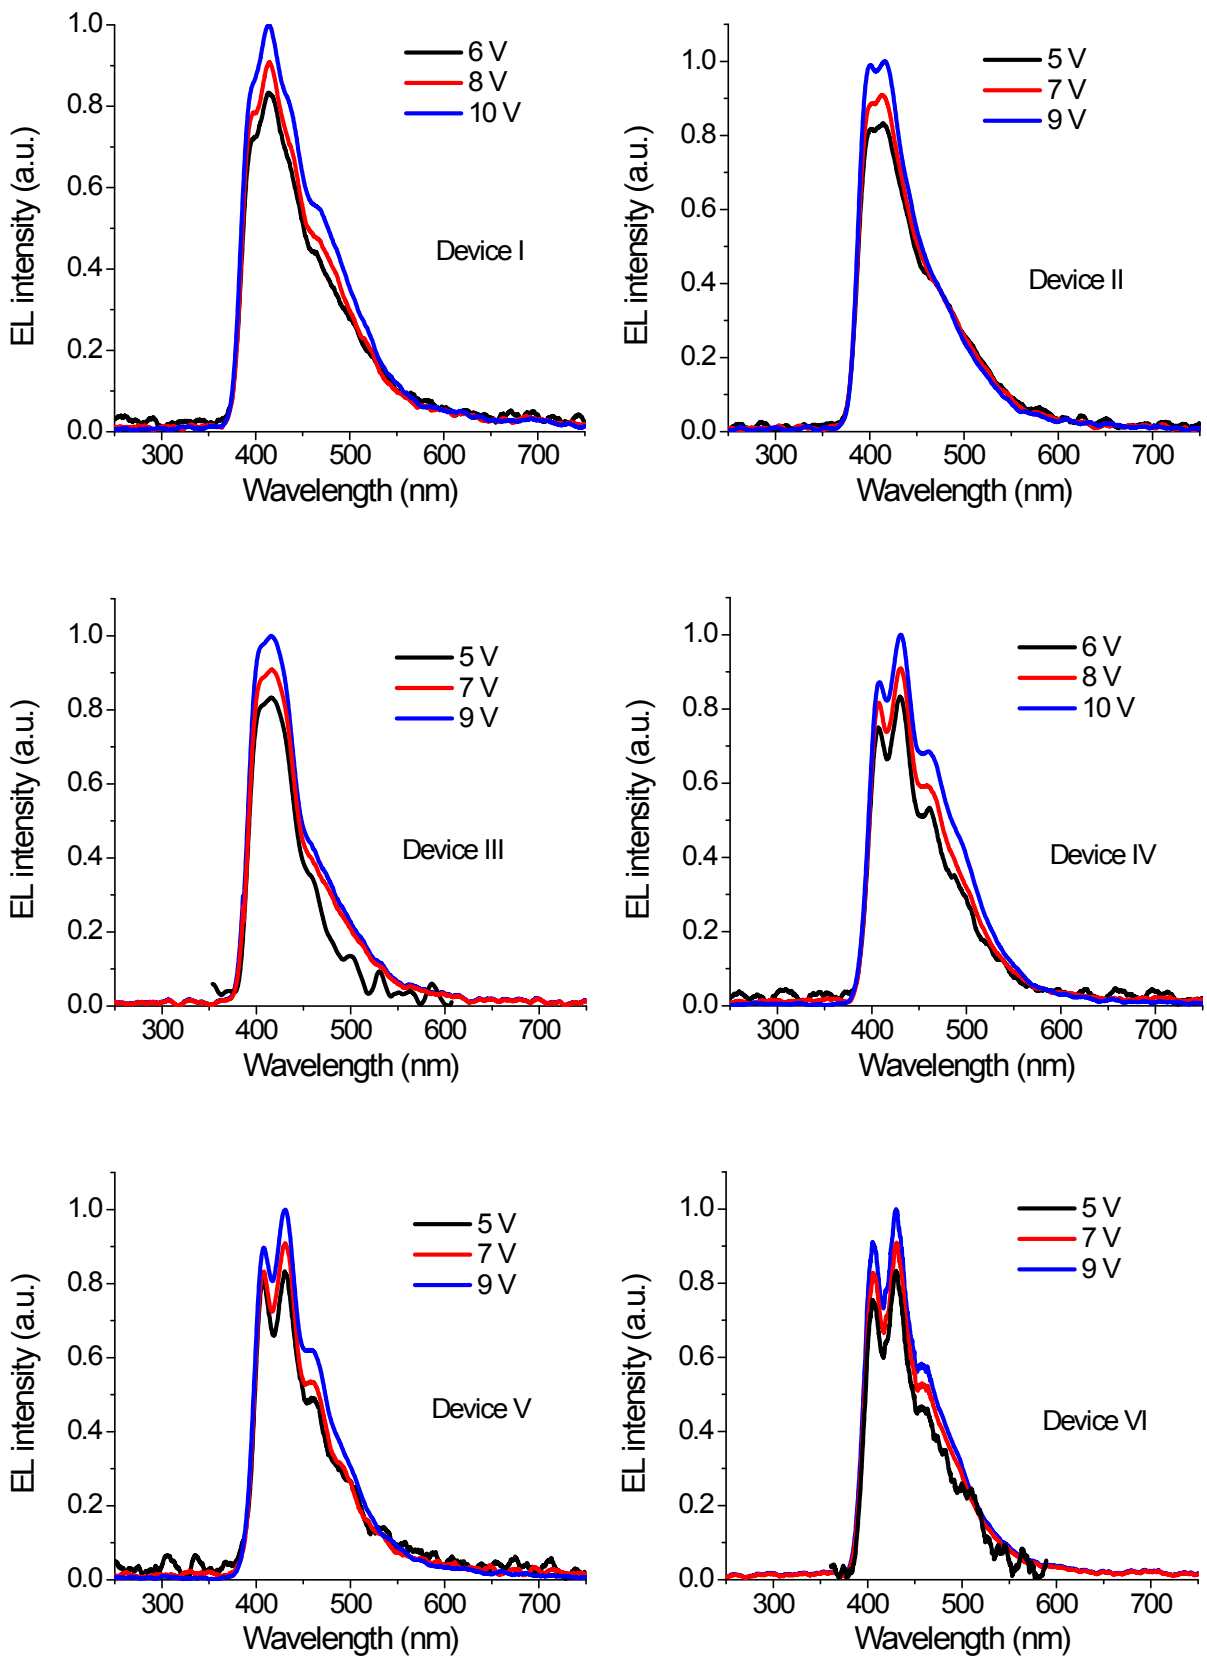 1.0
0.8
0.6
0.4
0.2
0.0
EL intensity (a.u.)
6 V
8 V
10 V
Device I
300 400 500 600 700
Wavelength (nm)
1.0
0.8
0.6
0.4
0.2
0.0
EL intensity (a.u.)
5 V
7 V
9 V
Device II
300 400 500 600 700
Wavelength (nm)
1.0
0.8
0.6
0.4
0.2
0.0
EL intensity (a.u.)
5 V
7 V
9 V
Device III
300 400 500 600 700
Wavelength (nm)
1.0
0.8
0.6
0.4
0.2
0.0
EL intensity (a.u.)
6 V
8 V
10 V
Device IV
300 400 500 600 700
Wavelength (nm)
1.0
0.8
0.6
0.4
0.2
0.0
EL intensity (a.u.)
5 V
7 V
9 V
Device V
300 400 500 600 700
Wavelength (nm)
1.0
0.8
0.6
0.4
0.2
0.0
EL intensity (a.u.)
5 V
7 V
9 V
Device VI
300 400 500 600 700
Wavelength (nm)